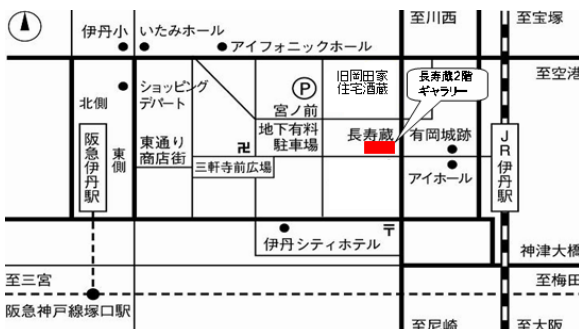 至川西
至宝塚
伊丹小
いたみホール
アイフォニックホール
至空港
北側
ショッピング
デパート
P
宮ノ前
地下有料
駐車場
旧岡田家
住宅酒蔵
長寿蔵2階
ギャラリー
阪急伊丹駅
東側
東通り
商店街
卍
三軒寺前広場
長寿蔵
有岡城跡
アイホール
JR伊丹駅
〒
伊丹シティホテル
神津大橋
至三宮
至梅田
阪急神戸線塚口駅
至尼崎
至大阪